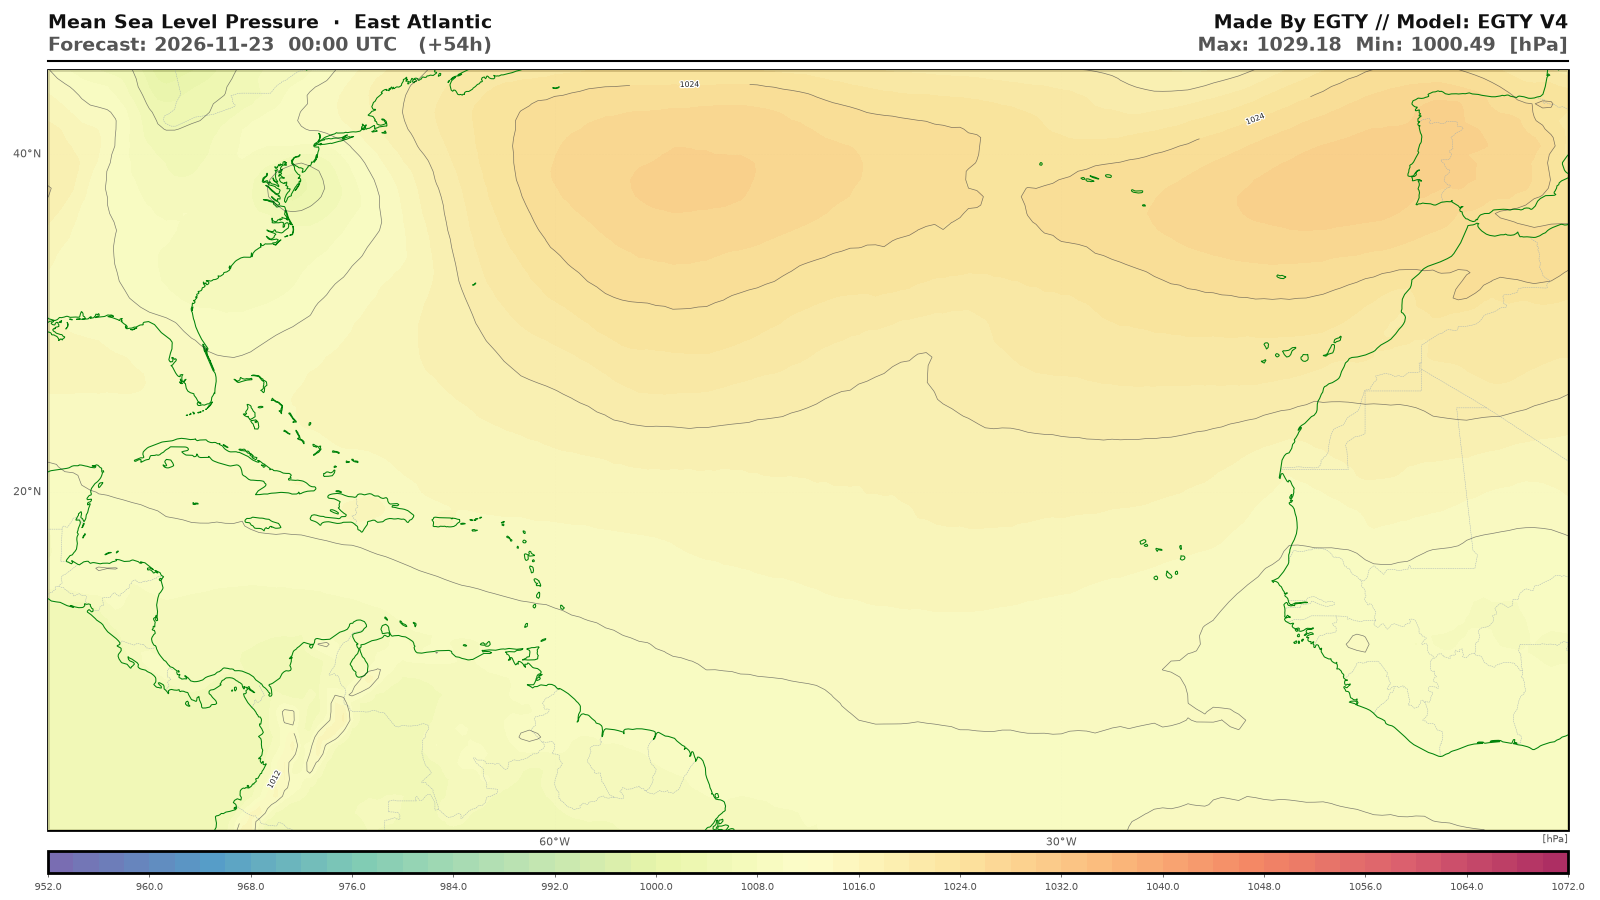 Mean Sea Level Pressure · East Atlantic
Made By EGTY // Model: EGTY V4
Forecast: 2026-11-23 00:00 UTC (+54h)
Max: 1029.18 Min: 1000.49 [hPa]
1024
1024
40°N
20°N
1012
60°W
30°W
[hPa]
952.0 960.0 968.0 976.0 984.0 992.0 1000.0 1008.0 1016.0 1024.0 1032.0 1040.0 1048.0 1056.0 1064.0 1072.0